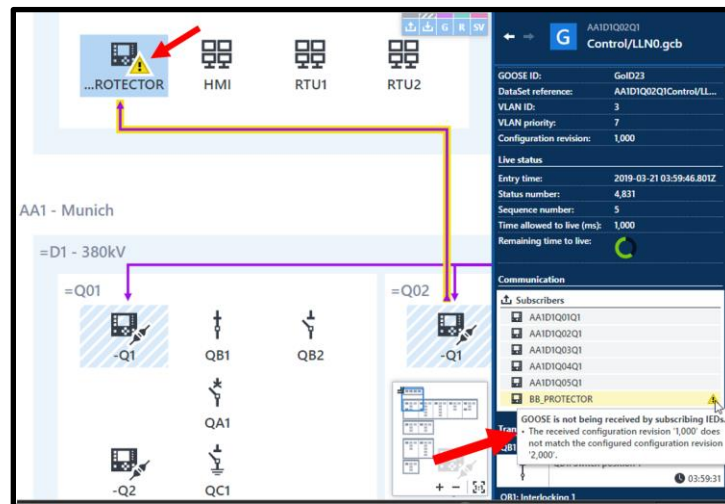 G R SV
...ROTECTOR
HMI
RTU1
RTU2
AA1 - Munich
=D1 - 380kV
=Q01
=Q02
-Q1
QB1
QB2
-Q1
QA1
-Q2
QC1
G
AA1D1Q02Q1
Control/LLN0.gcb
GOOSE ID: GoID23
DataSet reference: AA1D1Q02Q1Control/LL...
VLAN ID: 3
VLAN priority: 7
Configuration revision: 1,000
Live status
Entry time: 2019-03-21 03:59:46.801Z
Status number: 4,831
Sequence number: 5
Time allowed to live (ms): 1,000
Remaining time to live:
Communication
Subscribers
AA1D1Q01Q1
AA1D1Q02Q1
AA1D1Q03Q1
AA1D1Q04Q1
AA1D1Q05Q1
BB_PROTECTOR
GOOSE is not being received by subscribing IEDs.
• The received configuration revision '1,000' does
not match the configured configuration revision
'2,000'.
03:59:31
QB1: Interlocking 1